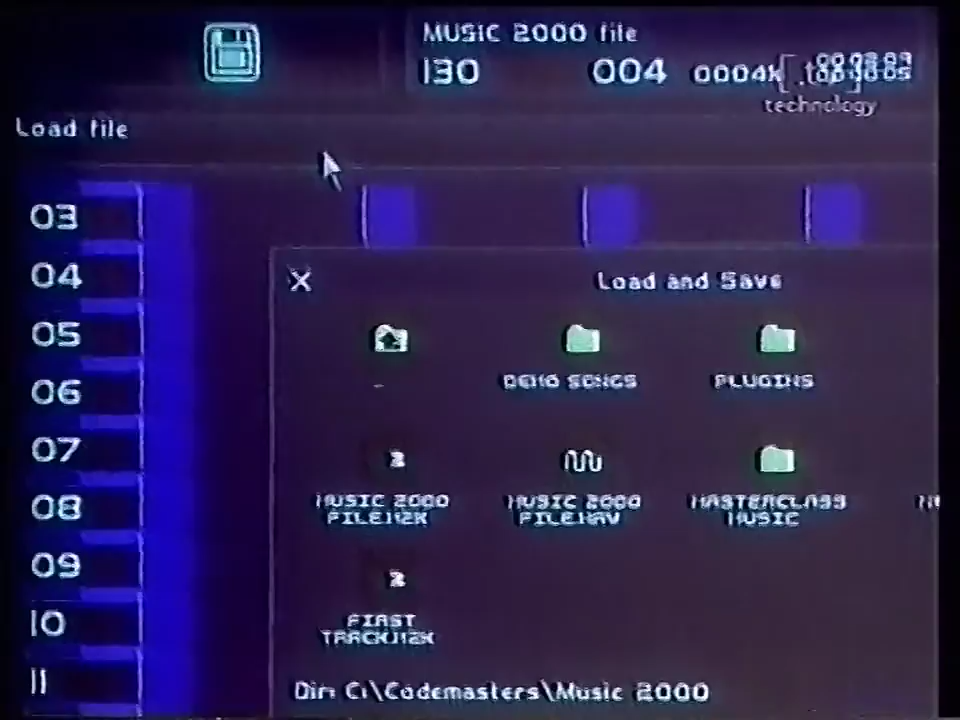 MUSIC 2000 file
130 004 0004k
technology
Load file
03
04
05
06
07
08
09
10
11
X Load and Save
DEMO SONGS PLUGINS
MUSIC 2000 FILE.M2K
MUSIC 2000 FILE.WAV
MASTERCLASS MUSIC
FIRST TRACK.M2K
Dir: C:\Codemasters\Music 2000